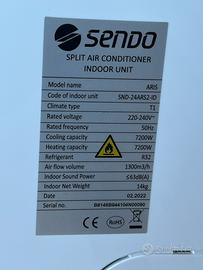 SENDO
SPLIT AIR CONDITIONER
INDOOR UNIT
Model name ARIS
Code of indoor unit SND-24ARS2-ID
Climate type T1
Rated voltage 220-240V~
Rated frequency 50Hz
Cooling capacity 7200W
Heating capacity 7200W
Refrigerant R32
Air flow volume 1300m3/h
Indoor Sound Power ≤63dB(A)
Indoor Net Weight 14kg
Date 02.2022
Serial no.
CE